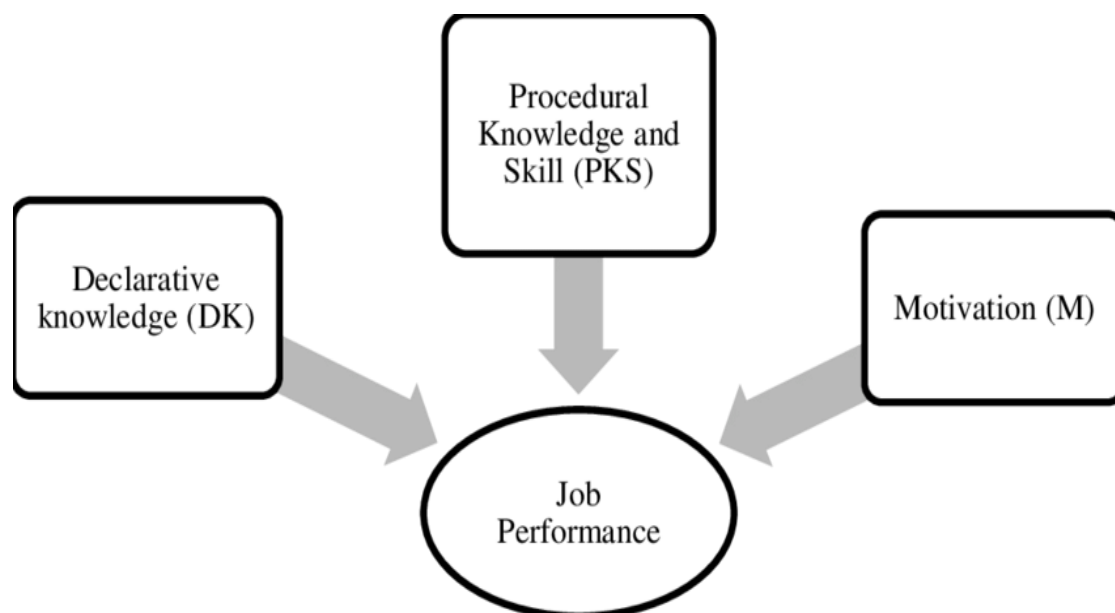 Procedural
Knowledge and
Skill (PKS)
Declarative
knowledge (DK)
Motivation (M)
Job
Performance